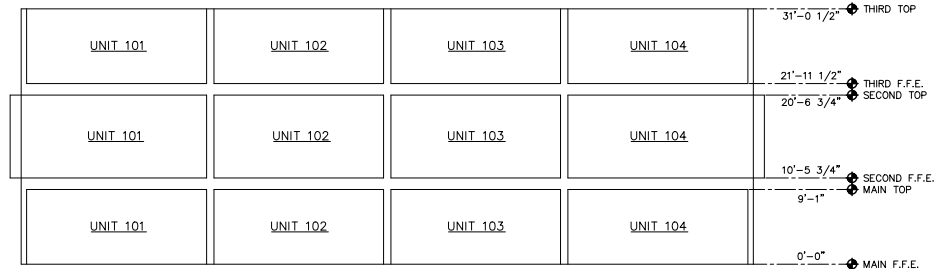 31'-0 1/2" THIRD TOP
UNIT 101 UNIT 102 UNIT 103 UNIT 104
21'-11 1/2" THIRD F.F.E.
20'-6 3/4" SECOND TOP
UNIT 101 UNIT 102 UNIT 103 UNIT 104
10'-5 3/4" SECOND F.F.E.
9'-1" MAIN TOP
UNIT 101 UNIT 102 UNIT 103 UNIT 104
0'-0" MAIN F.F.E.